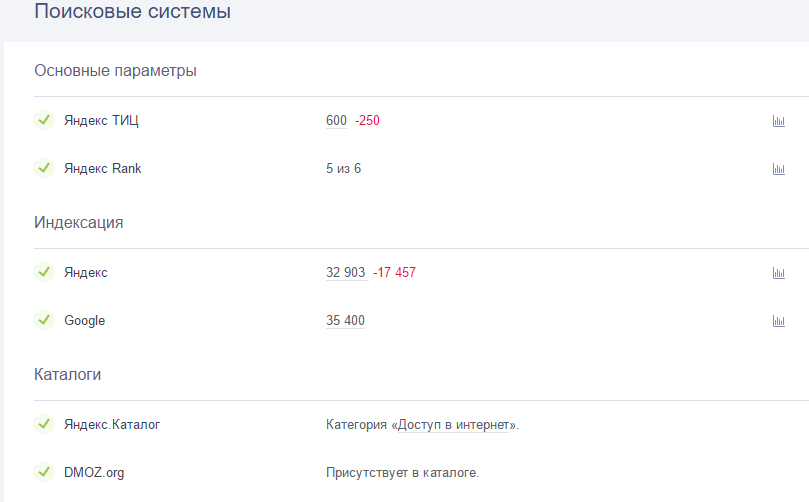 Поисковые системы
Основные параметры
Яндекс ТИЦ 600 -250
Яндекс Rank 5 из 6
Индексация
Яндекс 32 903 -17 457
Google 35 400
Каталоги
Яндекс.Каталог Категория «Доступ в интернет».
DMOZ.org Присутствует в каталоге.